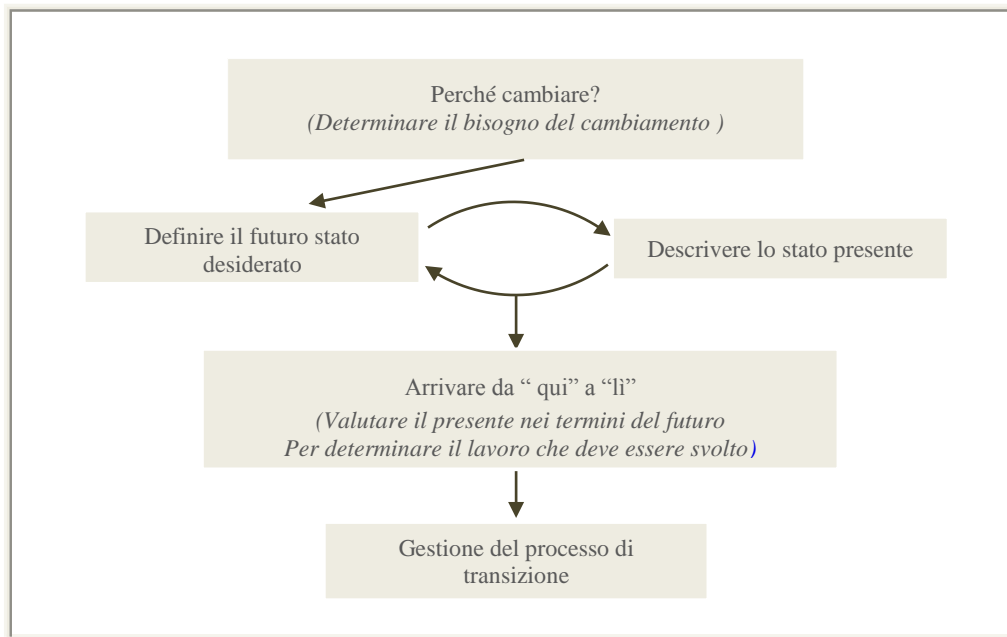 Perché cambiare?
(Determinare il bisogno del cambiamento )
Definire il futuro stato
desiderato
Descrivere lo stato presente
Arrivare da “ qui” a “lì”
(Valutare il presente nei termini del futuro
Per determinare il lavoro che deve essere svolto)
Gestione del processo di
transizione